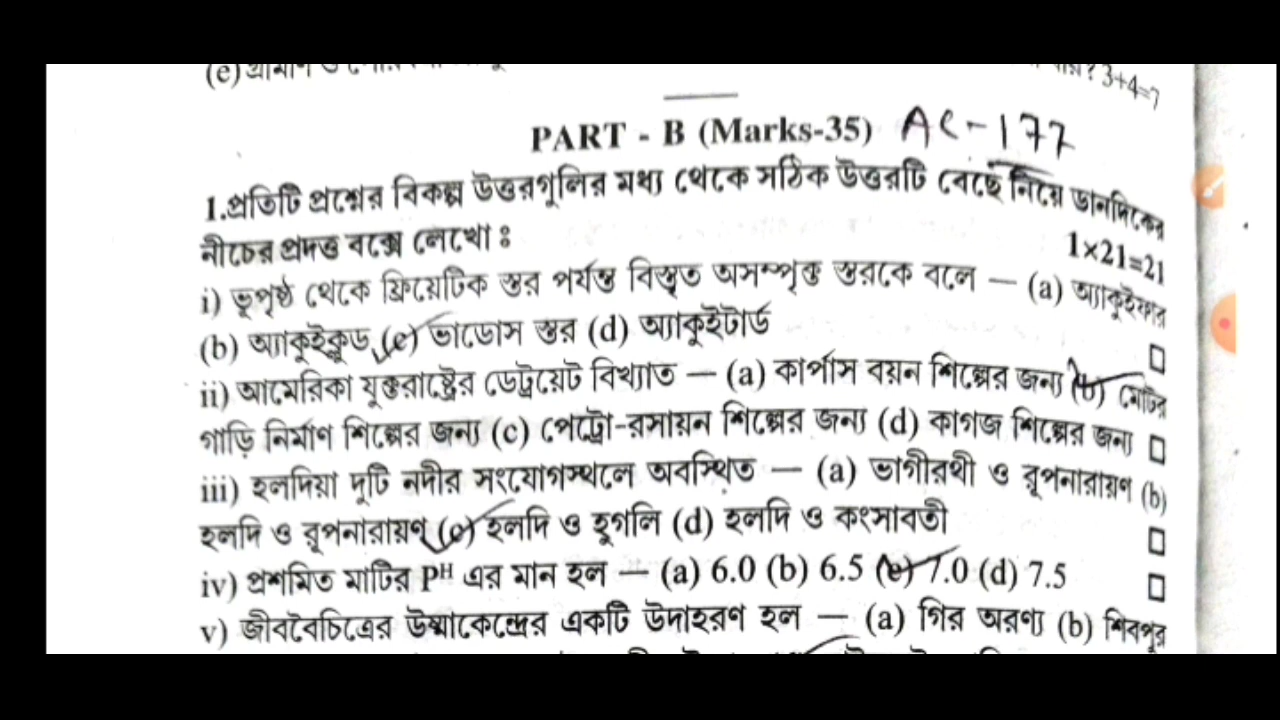 (e)
3+4=7
PART - B (Marks-35) AC-177
1.প্রতিটি প্রশ্নের বিকল্প উত্তরগুলির মধ্য থেকে সঠিক উত্তরটি বেছে নিয়ে ডানদিকের
নীচের প্রদত্ত বক্সে লেখো ঃ 1×21=21
i) ভূপৃষ্ঠ থেকে ফ্রিয়েটিক স্তর পর্যন্ত বিস্তৃত অসম্পৃক্ত স্তরকে বলে — (a) অ্যাকুইফার
(b) অ্যাকুইক্লুড (c) ভাডোস স্তর (d) অ্যাকুইটার্ড
ii) আমেরিকা যুক্তরাষ্ট্রের ডেট্রয়েট বিখ্যাত — (a) কার্পাস বয়ন শিল্পের জন্য (b) মোটর
গাড়ি নির্মাণ শিল্পের জন্য (c) পেট্রো-রসায়ন শিল্পের জন্য (d) কাগজ শিল্পের জন্য
iii) হলদিয়া দুটি নদীর সংযোগস্থলে অবস্থিত — (a) ভাগীরথী ও রূপনারায়ণ (b)
হলদি ও রূপনারায়ণ (c) হলদি ও হুগলি (d) হলদি ও কংসাবতী
iv) প্রশমিত মাটির Pᴴ এর মান হল — (a) 6.0 (b) 6.5 (c) 7.0 (d) 7.5
v) জীববৈচিত্রের উষ্মাকেন্দ্রের একটি উদাহরণ হল — (a) গির অরণ্য (b) শিবপুর